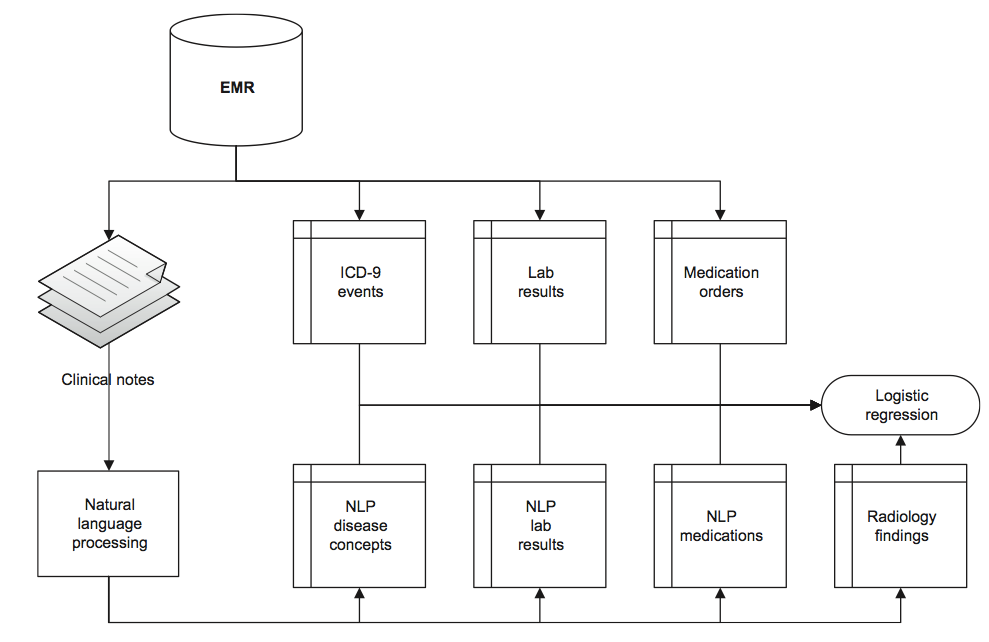 EMR
ICD-9
events
Lab
results
Medication
orders
Clinical notes
Logistic
regression
Natural
language
processing
NLP
disease
concepts
NLP
lab
results
NLP
medications
Radiology
findings